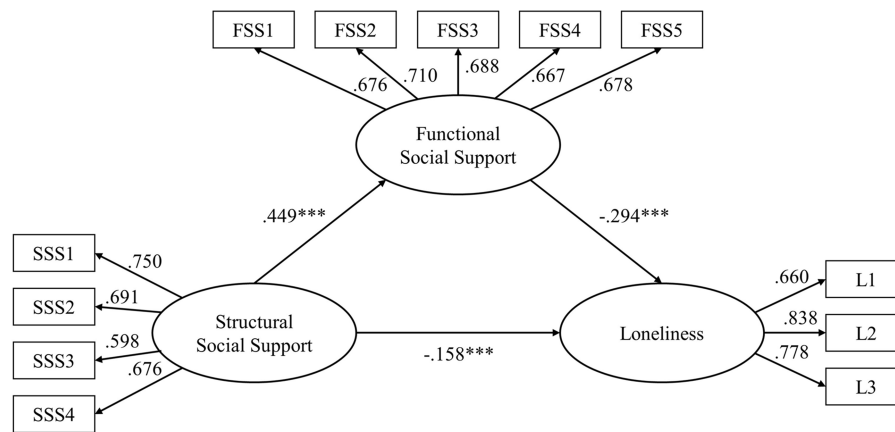 FSS1 FSS2 FSS3 FSS4 FSS5
.676 .710 .688 .667 .678
Functional
Social Support
.449***
-.294***
SSS1
SSS2
SSS3
SSS4
.750
.691
.598
.676
Structural
Social Support
-.158***
Loneliness
.660
.838
.778
L1
L2
L3